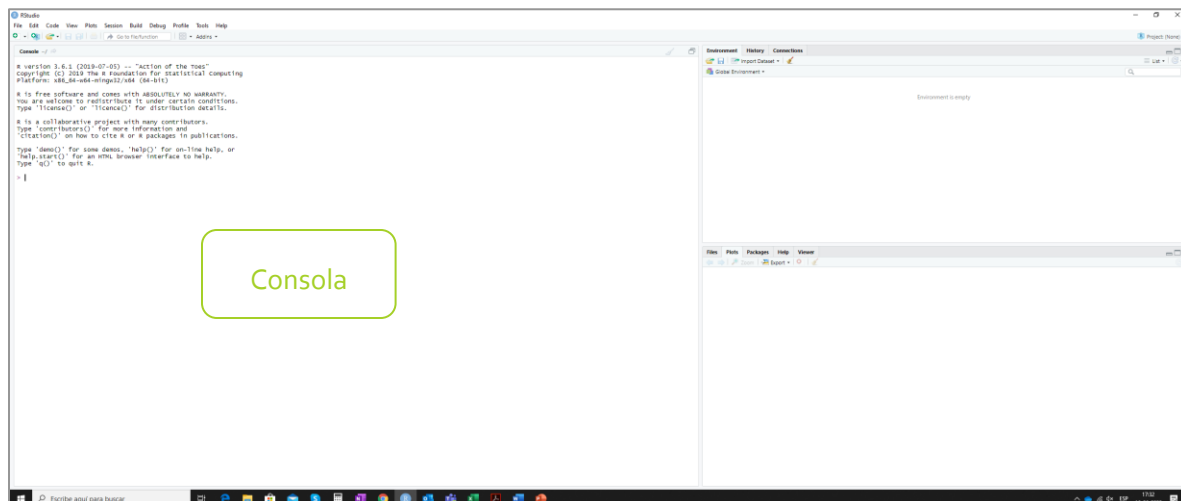 RStudio
File Edit Code View Plots Session Build Debug Profile Tools Help
Go to file/function Addins
Project: (None)
Console ~/
R version 3.6.1 (2019-07-05) -- "Action of the Toes"
Copyright (C) 2019 The R Foundation for Statistical Computing
Platform: x86_64-w64-mingw32/x64 (64-bit)
R is free software and comes with ABSOLUTELY NO WARRANTY.
You are welcome to redistribute it under certain conditions.
Type 'license()' or 'licence()' for distribution details.
R is a collaborative project with many contributors.
Type 'contributors()' for more information and
'citation()' on how to cite R or R packages in publications.
Type 'demo()' for some demos, 'help()' for on-line help, or
'help.start()' for an HTML browser interface to help.
Type 'q()' to quit R.
>
Consola
Environment History Connections
Import Dataset List
Global Environment
Environment is empty
Files Plots Packages Help Viewer
Zoom Export
Escribe aquí para buscar
ESP 17:02